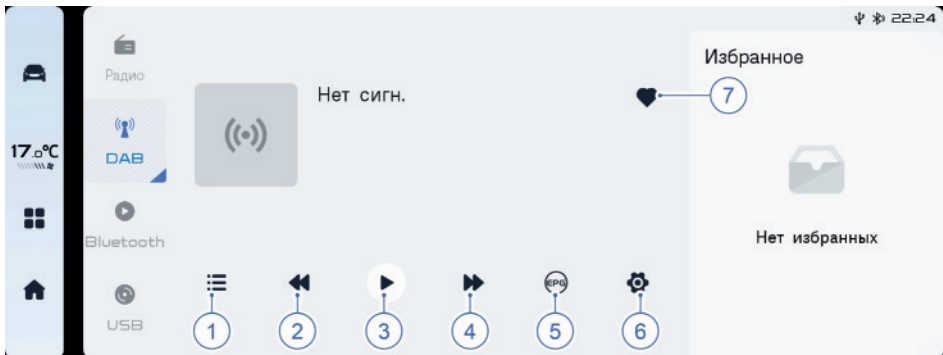 22:24
Радио
Избранное
Нет сигн.
7
17.0°C
DAB
Bluetooth
Нет избранных
EPG
USB
1
2
3
4
5
6